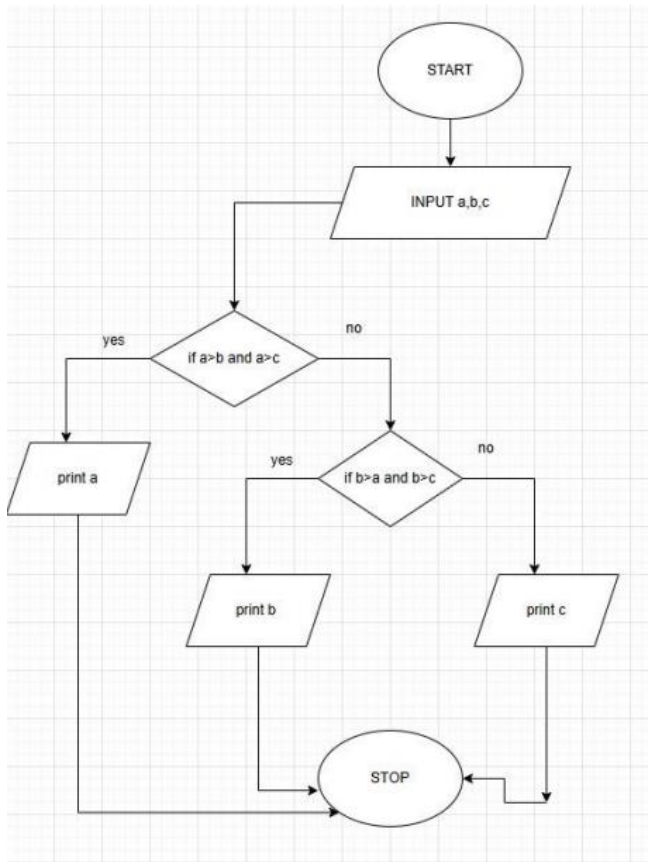 START
INPUT a,b,c
if a>b and a>c
yes
no
print a
if b>a and b>c
yes
no
print b
print c
STOP